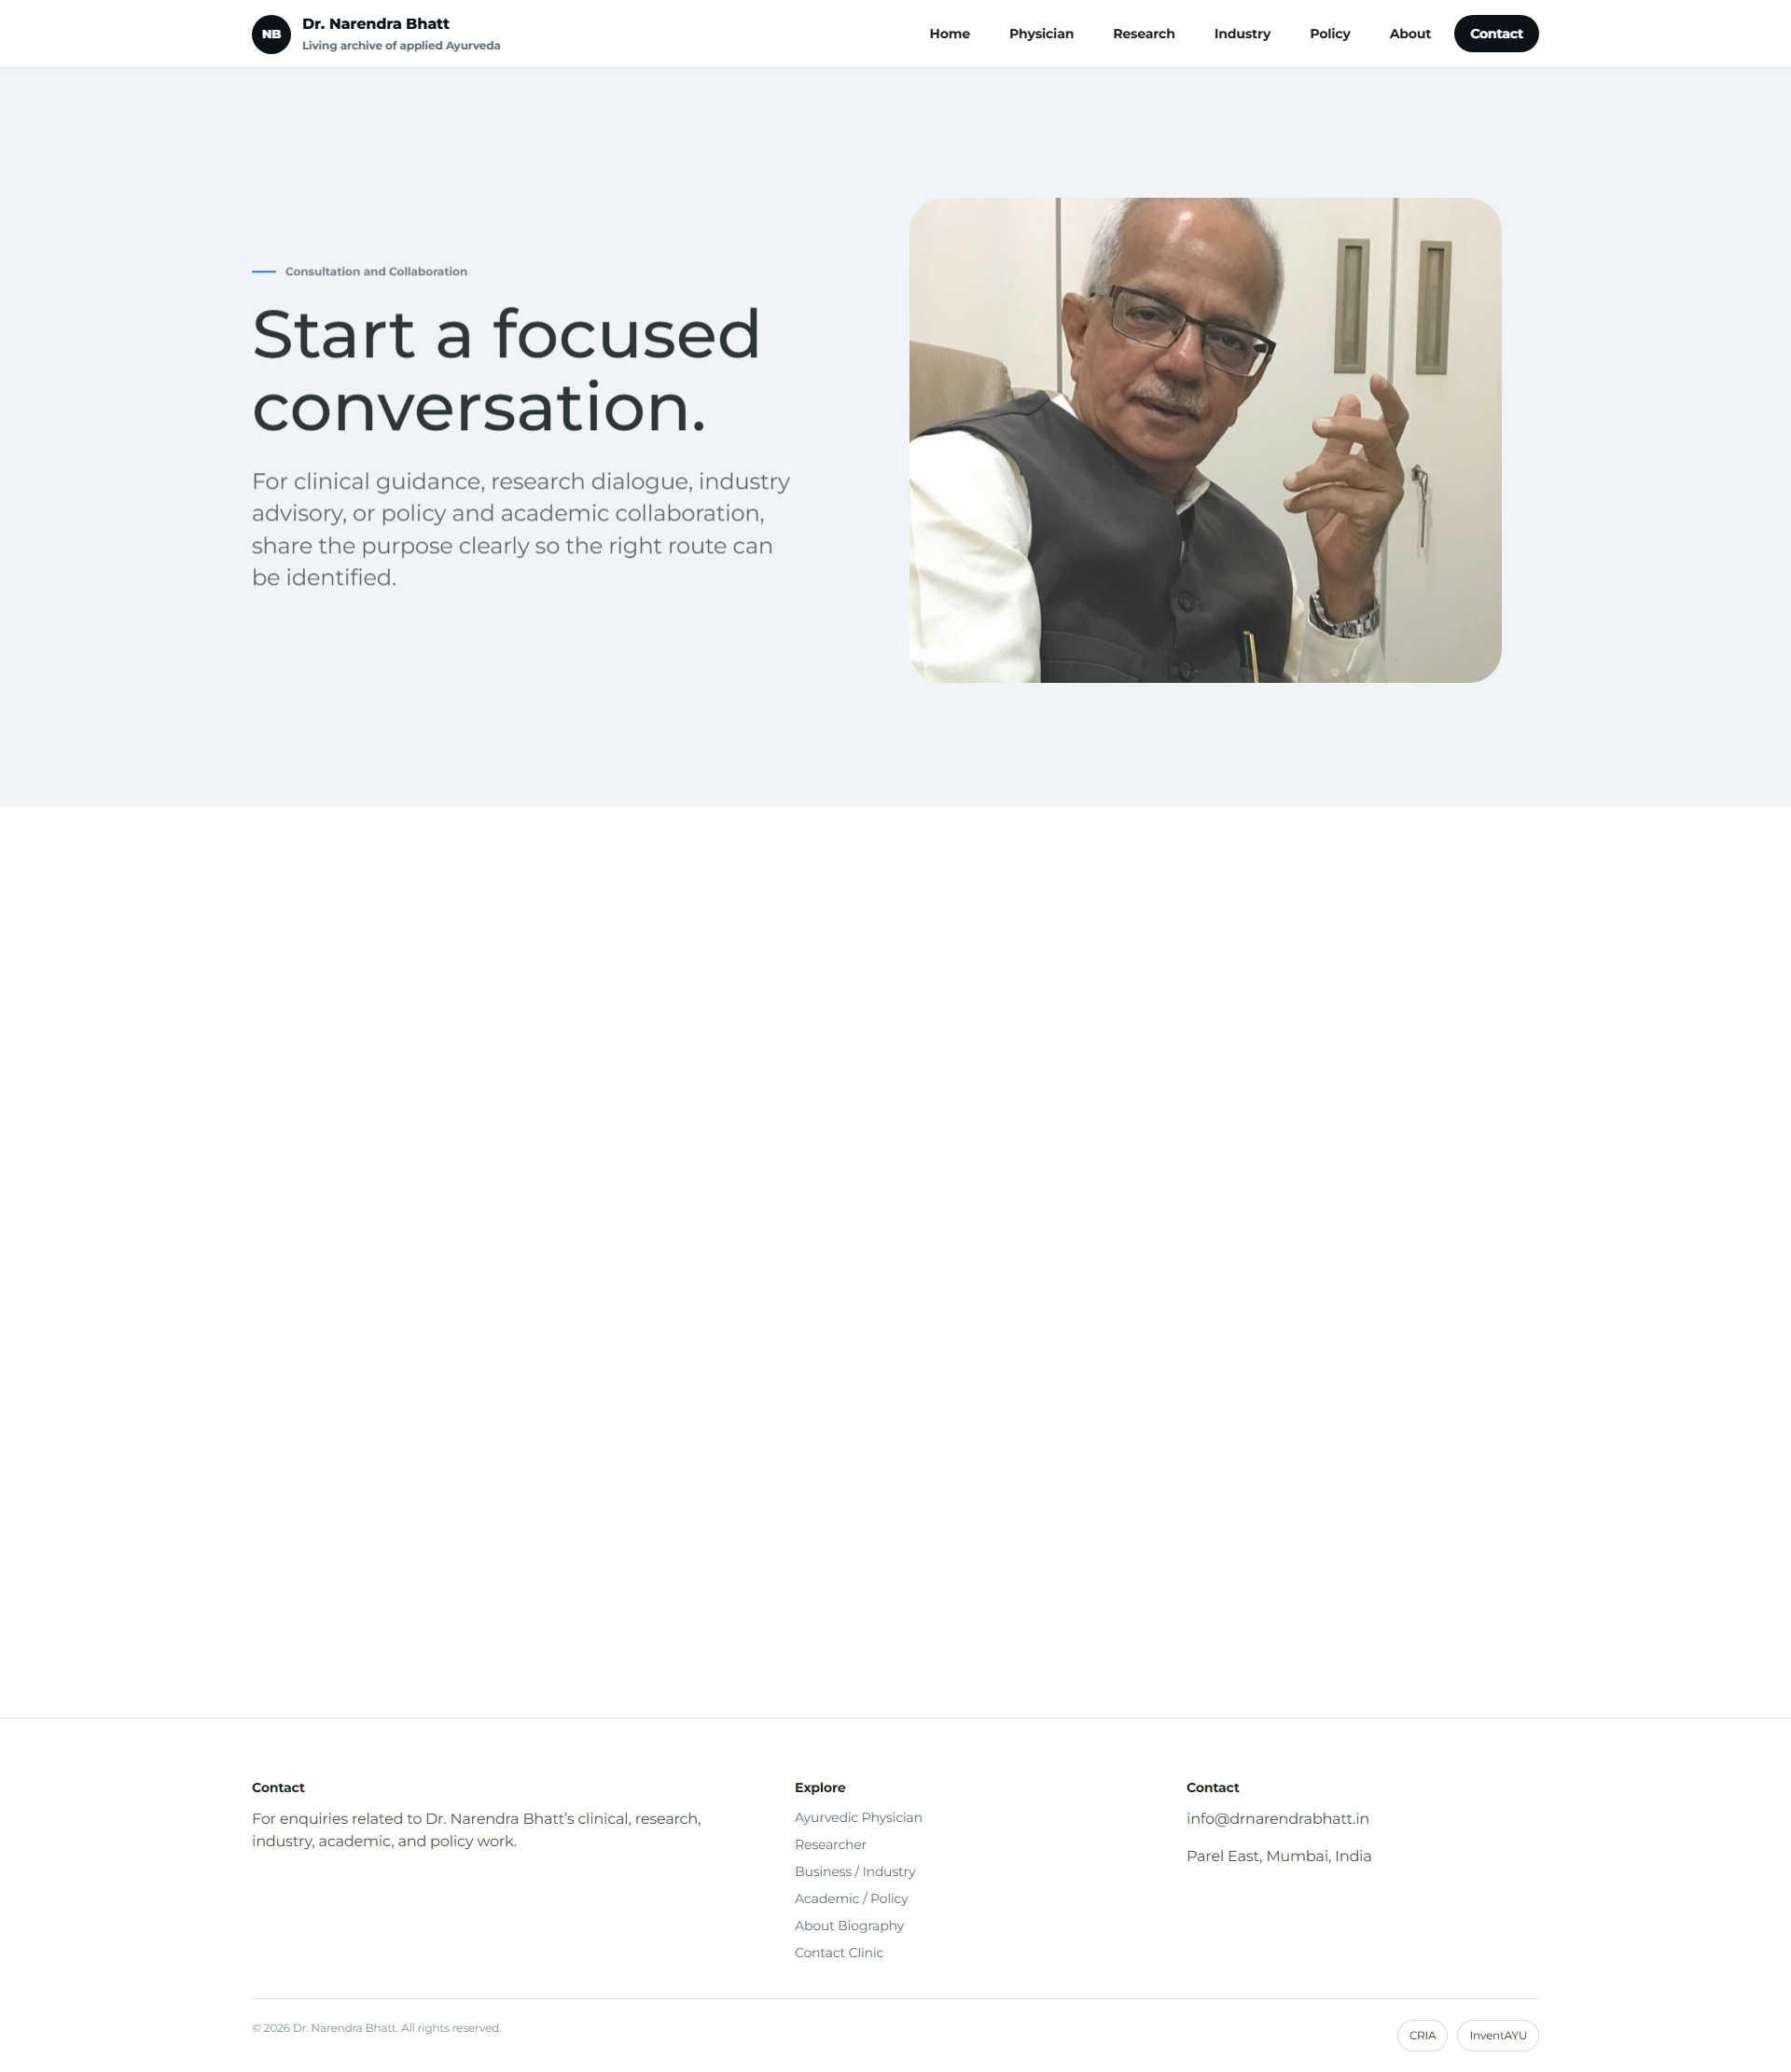 NB
Dr. Narendra Bhatt
Living archive of applied Ayurveda
Home
Physician
Research
Industry
Policy
About
Contact
Consultation and Collaboration
Start a focused
conversation.
For clinical guidance, research dialogue, industry
advisory, or policy and academic collaboration,
share the purpose clearly so the right route can
be identified.
Contact
For enquiries related to Dr. Narendra Bhatt’s clinical, research,
industry, academic, and policy work.
Explore
Ayurvedic Physician
Researcher
Business / Industry
Academic / Policy
About Biography
Contact Clinic
Contact
info@drnarendrabhatt.in
Parel East, Mumbai, India
© 2026 Dr. Narendra Bhatt. All rights reserved.
CRIA
InventAYU